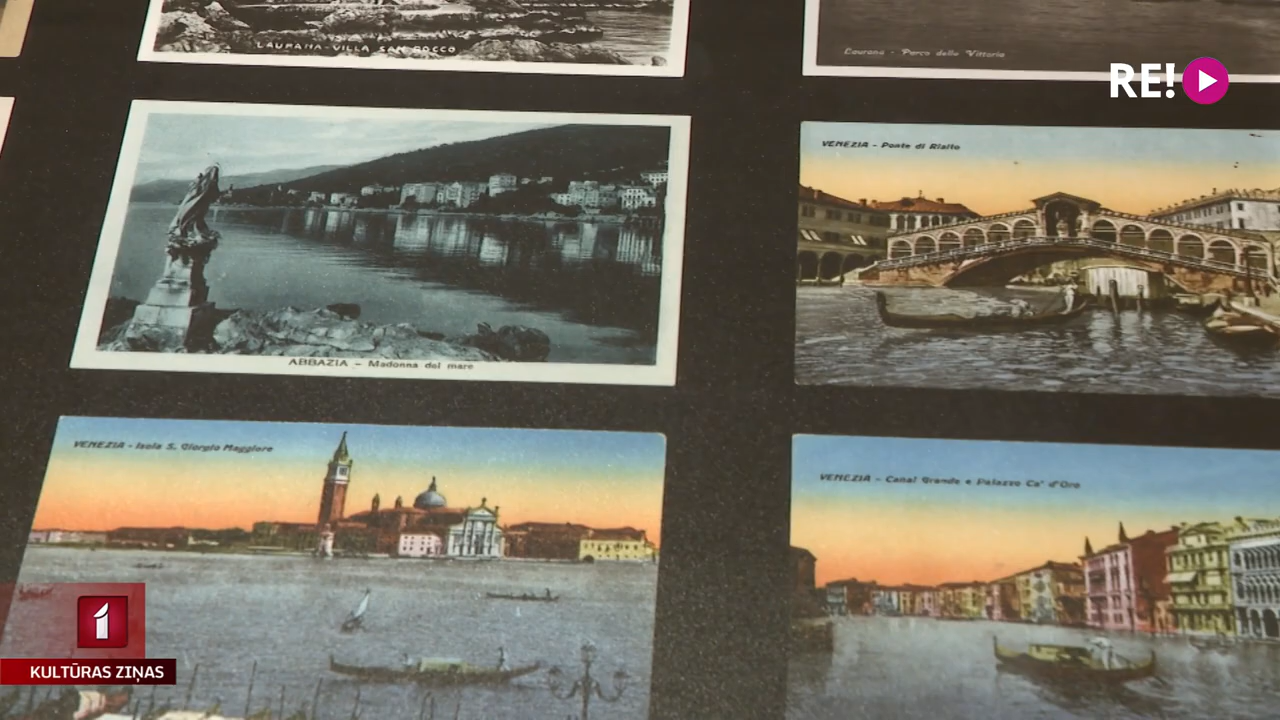 LAURANA - VILLA SAN ROCCO
Laurana - Parco della Vittoria
RE!
VENEZIA - Ponte di Rialto
ABBAZIA - Madonna del mare
VENEZIA - Isola S. Giorgio Maggiore
VENEZIA - Canal Grande e Palazzo Ca' d'Oro
1
KULTŪRAS ZIŅAS